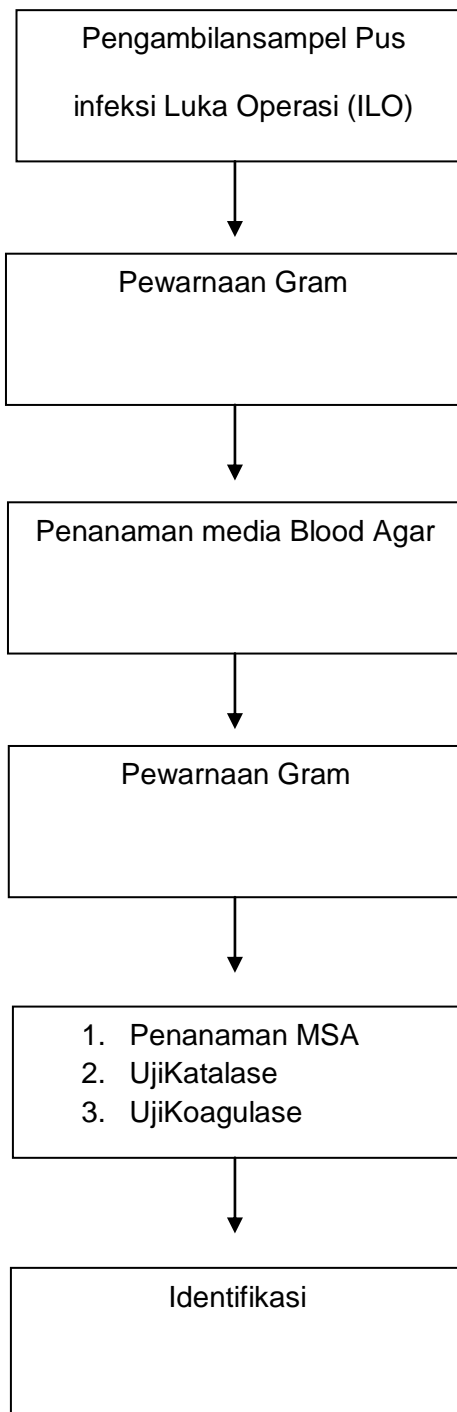 Pengambilansampel Pus
infeksi Luka Operasi (ILO)
Pewarnaan Gram
Penanaman media Blood Agar
Pewarnaan Gram
1. Penanaman MSA
2. UjiKatalase
3. UjiKoagulase
Identifikasi